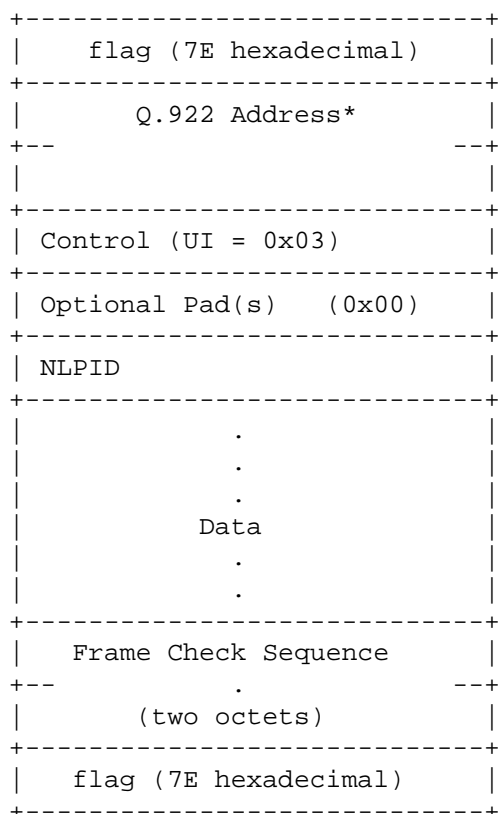 +-----------------------------+
|    flag (7E hexadecimal)    |
+-----------------------------+
|       Q.922 Address*        |
+--                         --+
|                             |
+-----------------------------+
| Control (UI = 0x03)         |
+-----------------------------+
| Optional Pad(s)   (0x00)    |
+-----------------------------+
| NLPID                       |
+-----------------------------+
|             .               |
|             .               |
|             .               |
|           Data              |
|             .               |
|             .               |
+-----------------------------+
|   Frame Check Sequence      |
+--           .             --+
|       (two octets)          |
+-----------------------------+
|   flag (7E hexadecimal)     |
+-----------------------------+